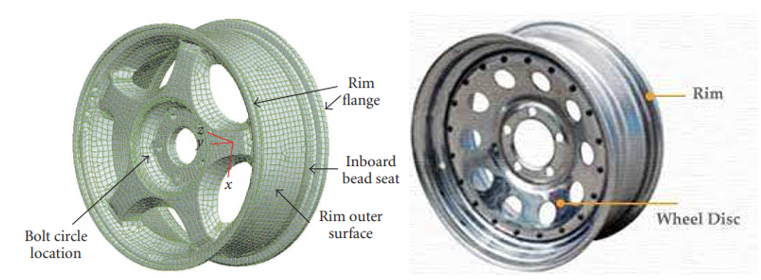 Rim
flange
z
y
x
Inboard
bead seat
Rim outer
surface
Bolt circle
location
Rim
Wheel Disc